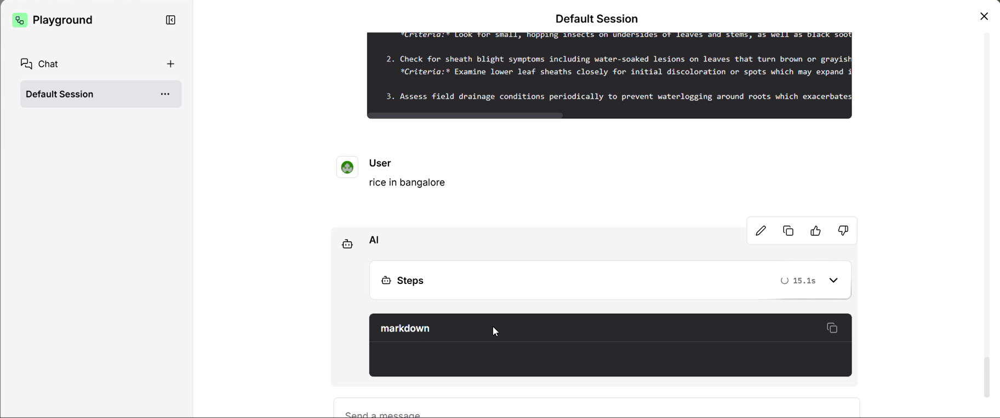 Playground
Chat
Default Session
Default Session
*Criteria:* Look for small, hopping insects on undersides of leaves and stems, as well as black soot
2. Check for sheath blight symptoms including water-soaked lesions on leaves that turn brown or grayish
*Criteria:* Examine lower leaf sheaths closely for initial discoloration or spots which may expand i
3. Assess field drainage conditions periodically to prevent waterlogging around roots which exacerbates
User
rice in bangalore
AI
Steps
15.1s
markdown
Send a message